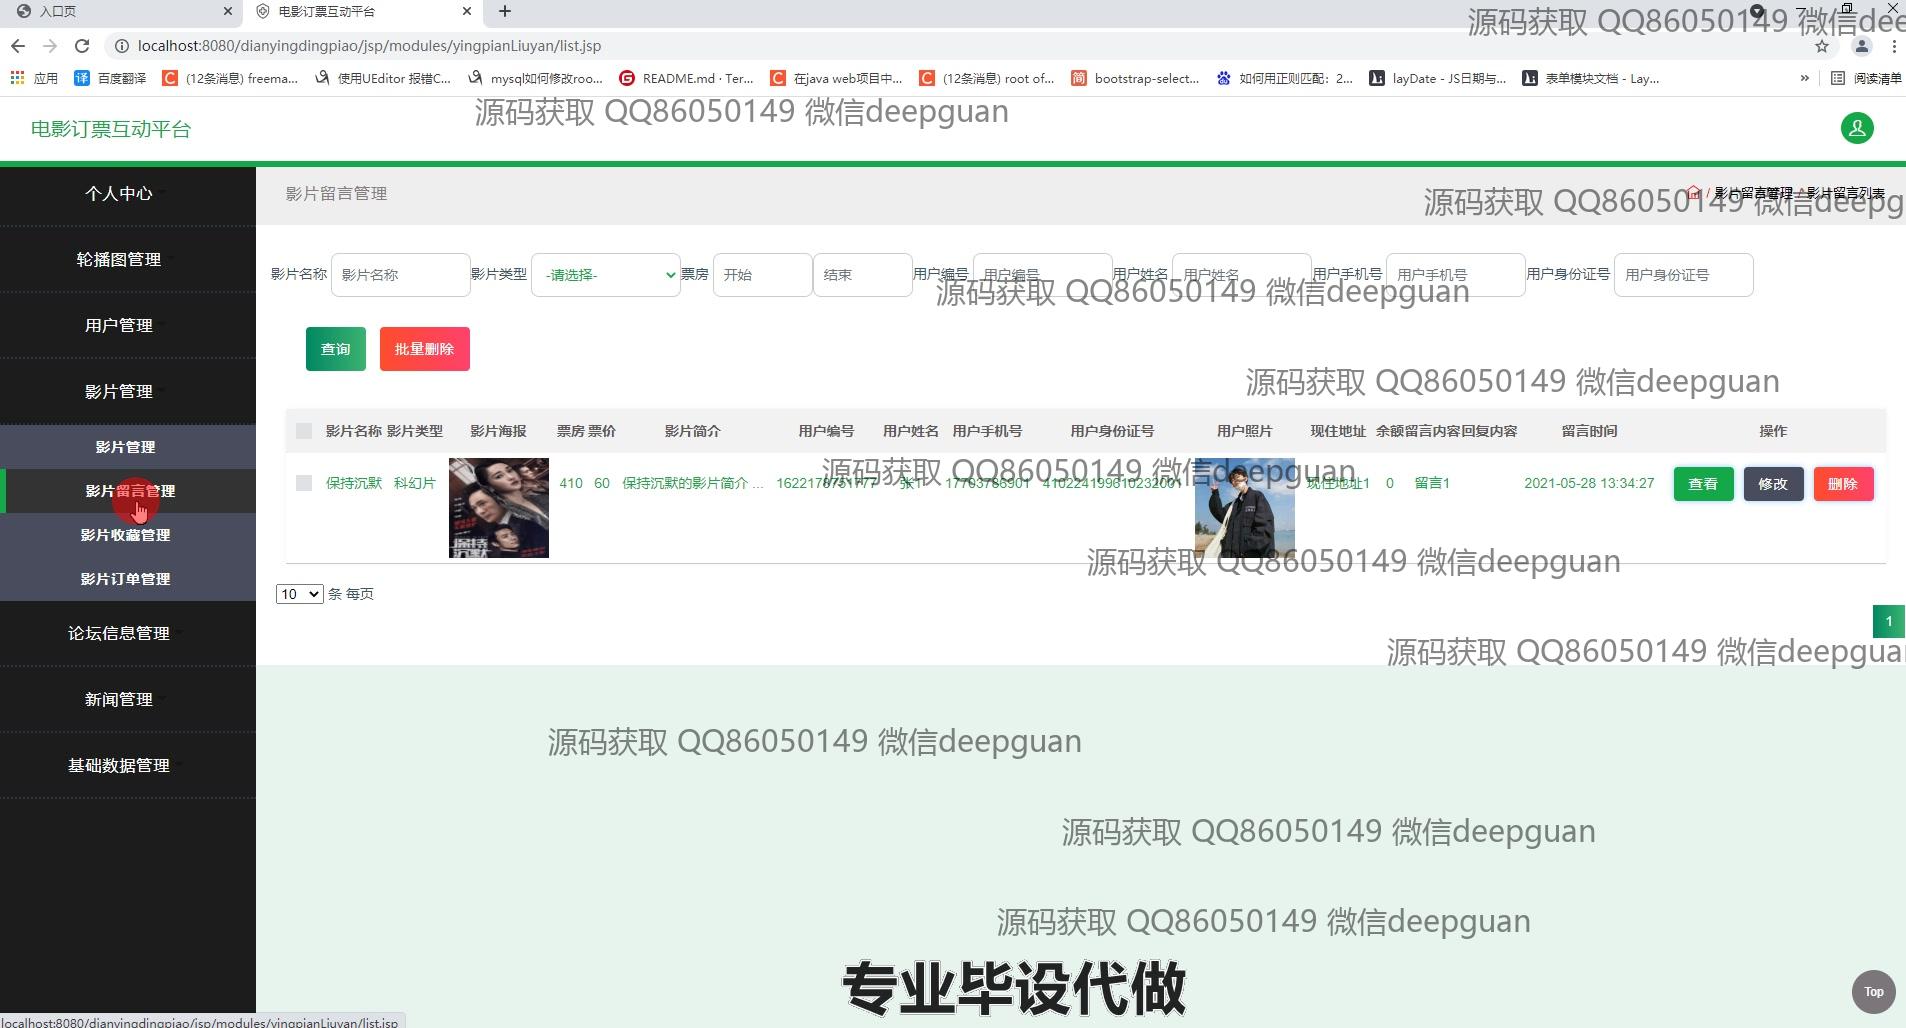 入口页
电影订票互动平台
localhost:8080/dianyingdingpiao/jsp/modules/yingpianLiuyan/list.jsp
应用
百度翻译
(12条消息) freema...
使用UEditor 报错C...
mysql如何修改roo...
README.md · Ter...
在java web项目中...
(12条消息) root of...
bootstrap-select...
如何用正则匹配：2...
layDate - JS日期与...
表单模块文档 - Lay...
»
阅读清单
源码获取 QQ86050149 微信dee
源码获取 QQ86050149 微信deepguan
电影订票互动平台
个人中心
轮播图管理
用户管理
影片管理
影片管理
影片留言管理
影片收藏管理
影片订单管理
论坛信息管理
新闻管理
基础数据管理
影片留言管理
/ 影片留言管理 / 影片留言列表
源码获取 QQ86050149 微信deepg
影片名称 影片名称 影片类型 -请选择- 票房 开始 结束 用户编号 用户编号 用户姓名 用户姓名 用户手机号 用户手机号 用户身份证号 用户身份证号
源码获取 QQ86050149 微信deepguan
查询 批量删除
源码获取 QQ86050149 微信deepguan
影片名称 影片类型 影片海报 票房 票价 影片简介 用户编号 用户姓名 用户手机号 用户身份证号 用户照片 现住地址 余额 留言内容 回复内容 留言时间 操作
源码获取 QQ86050149 微信deepguan
保持沉默 科幻片 410 60 保持沉默的影片简介 ... 张1 17703786901 410224199610232001 现住地址1 0 留言1 2021-05-28 13:34:27 查看 修改 删除
保持沉默
源码获取 QQ86050149 微信deepguan
10 条 每页
1
源码获取 QQ86050149 微信deepgua
源码获取 QQ86050149 微信deepguan
源码获取 QQ86050149 微信deepguan
源码获取 QQ86050149 微信deepguan
专业毕设代做
Top
localhost:8080/dianyingdingpiao/jsp/modules/yingpianLiuyan/list.jsp